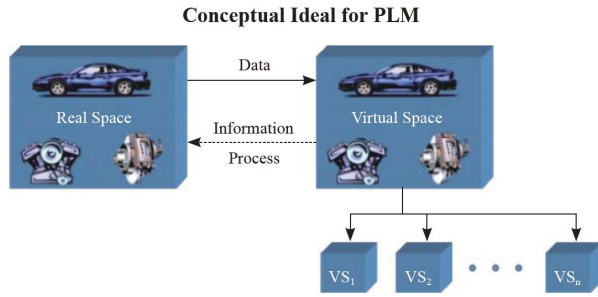 Conceptual Ideal for PLM
Data
Real Space
Virtual Space
Information
Process
VS₁
VS₂
VSₙ